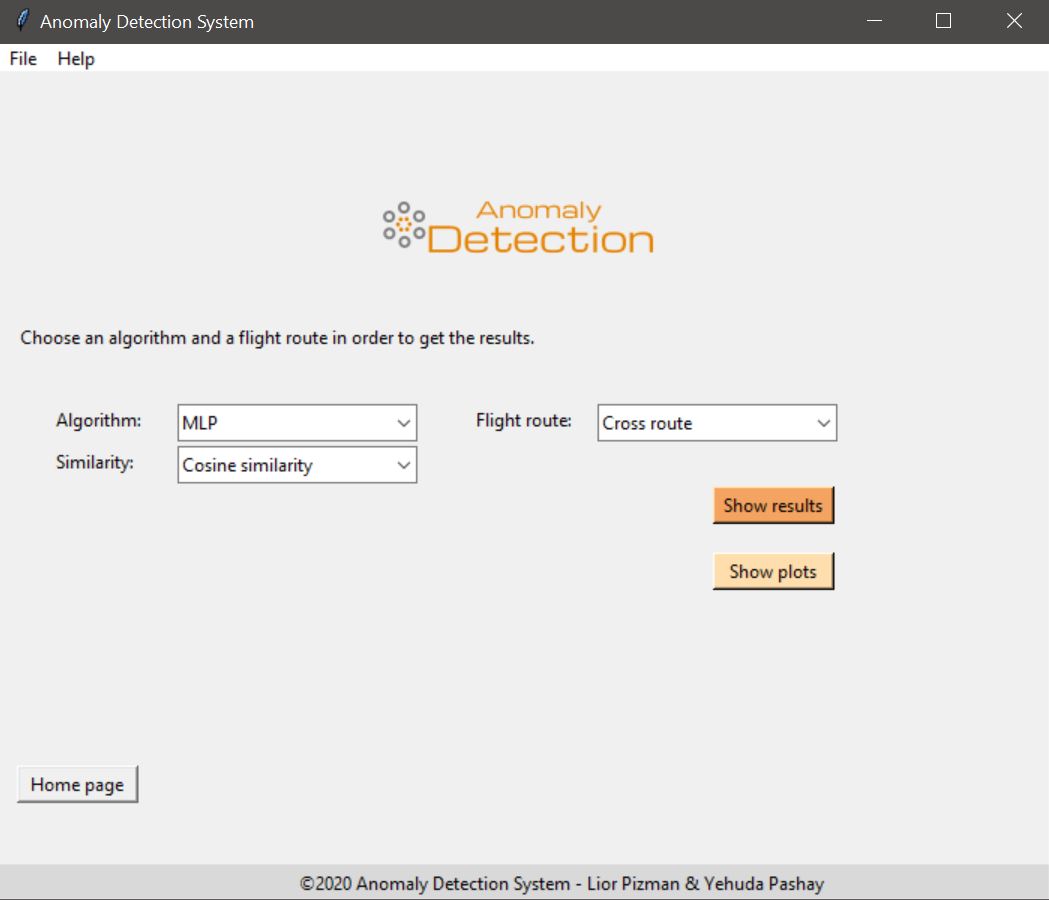 Anomaly Detection System
File Help
Anomaly
Detection
Choose an algorithm and a flight route in order to get the results.
Algorithm: MLP Flight route: Cross route
Similarity: Cosine similarity
Show results
Show plots
Home page
©2020 Anomaly Detection System - Lior Pizman & Yehuda Pashay